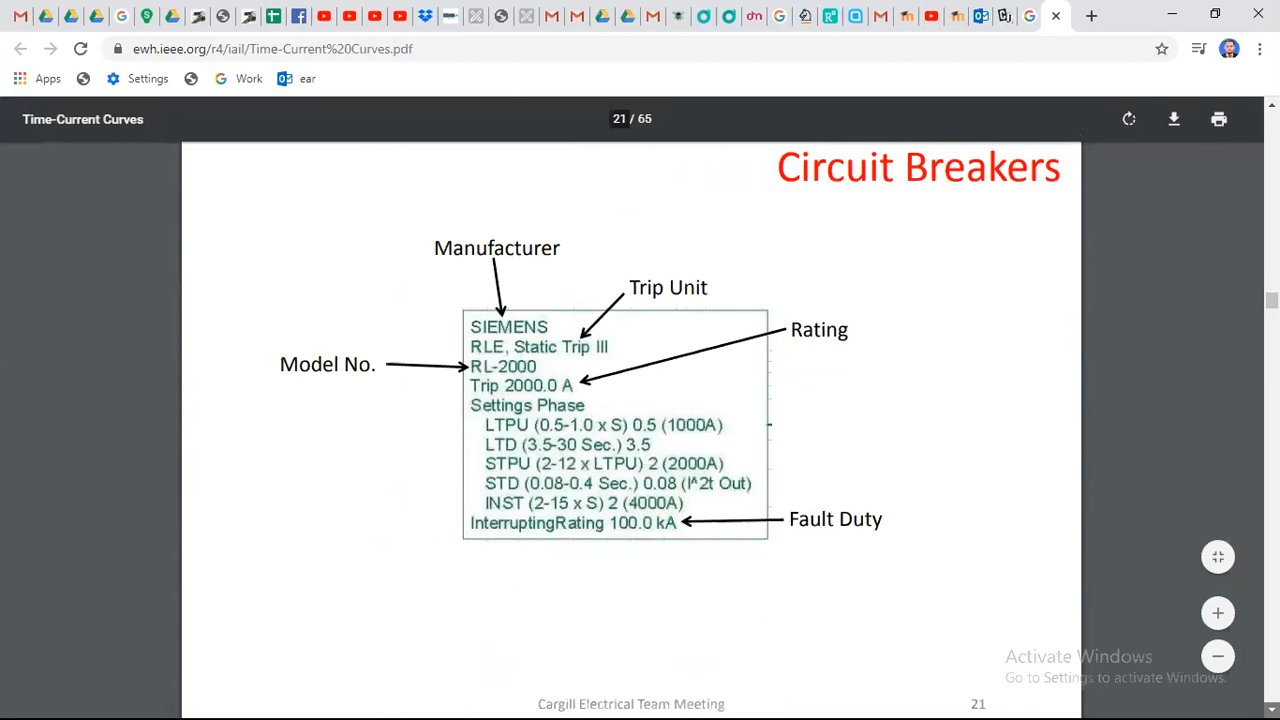 ewh.ieee.org/r4/iail/Time-Current%20Curves.pdf
Apps
Settings
Work
ear
Time-Current Curves
21 / 65
Circuit Breakers
Manufacturer
Trip Unit
Rating
Model No.
SIEMENS
RLE, Static Trip III
RL-2000
Trip 2000.0 A
Settings Phase
LTPU (0.5-1.0 x S) 0.5 (1000A)
LTD (3.5-30 Sec.) 3.5
STPU (2-12 x LTPU) 2 (2000A)
STD (0.08-0.4 Sec.) 0.08 (I^2t Out)
INST (2-15 x S) 2 (4000A)
InterruptingRating 100.0 kA
Fault Duty
Activate Windows
Go to Settings to activate Windows.
Cargill Electrical Team Meeting
21